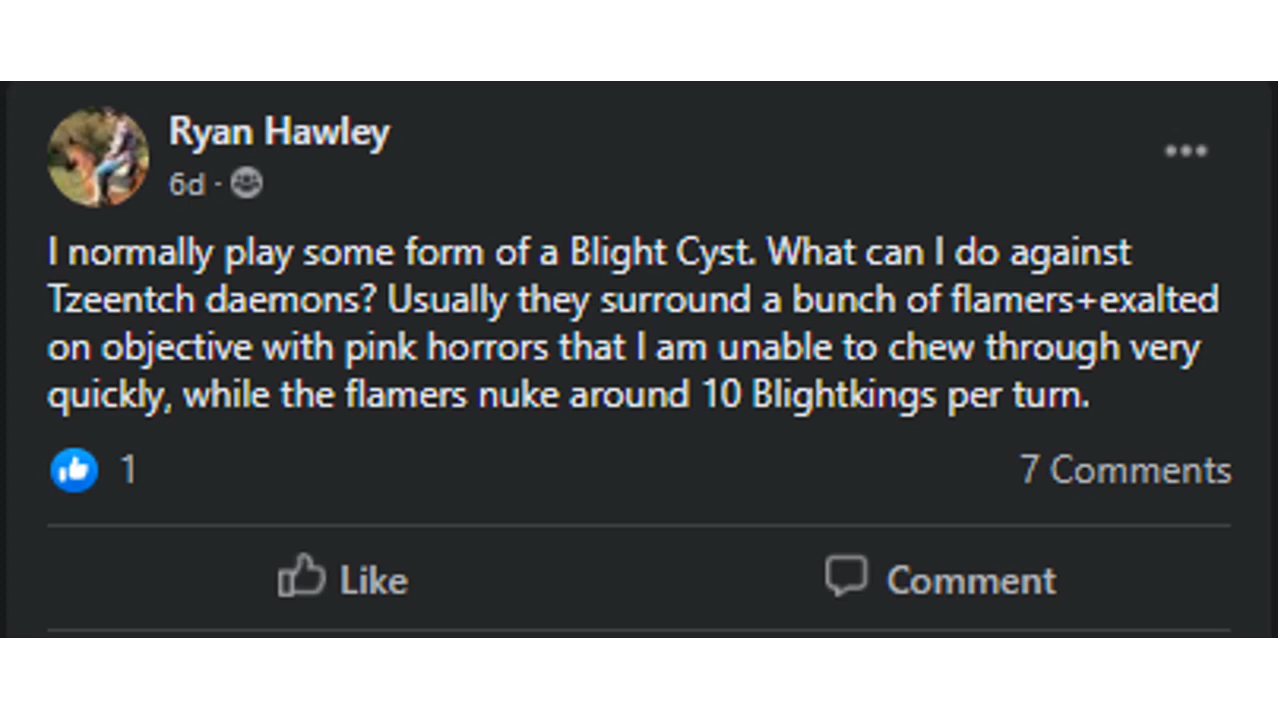 Ryan Hawley
6d ·
I normally play some form of a Blight Cyst. What can I do against
Tzeentch daemons? Usually they surround a bunch of flamers+exalted
on objective with pink horrors that I am unable to chew through very
quickly, while the flamers nuke around 10 Blightkings per turn.
1
7 Comments
Like
Comment